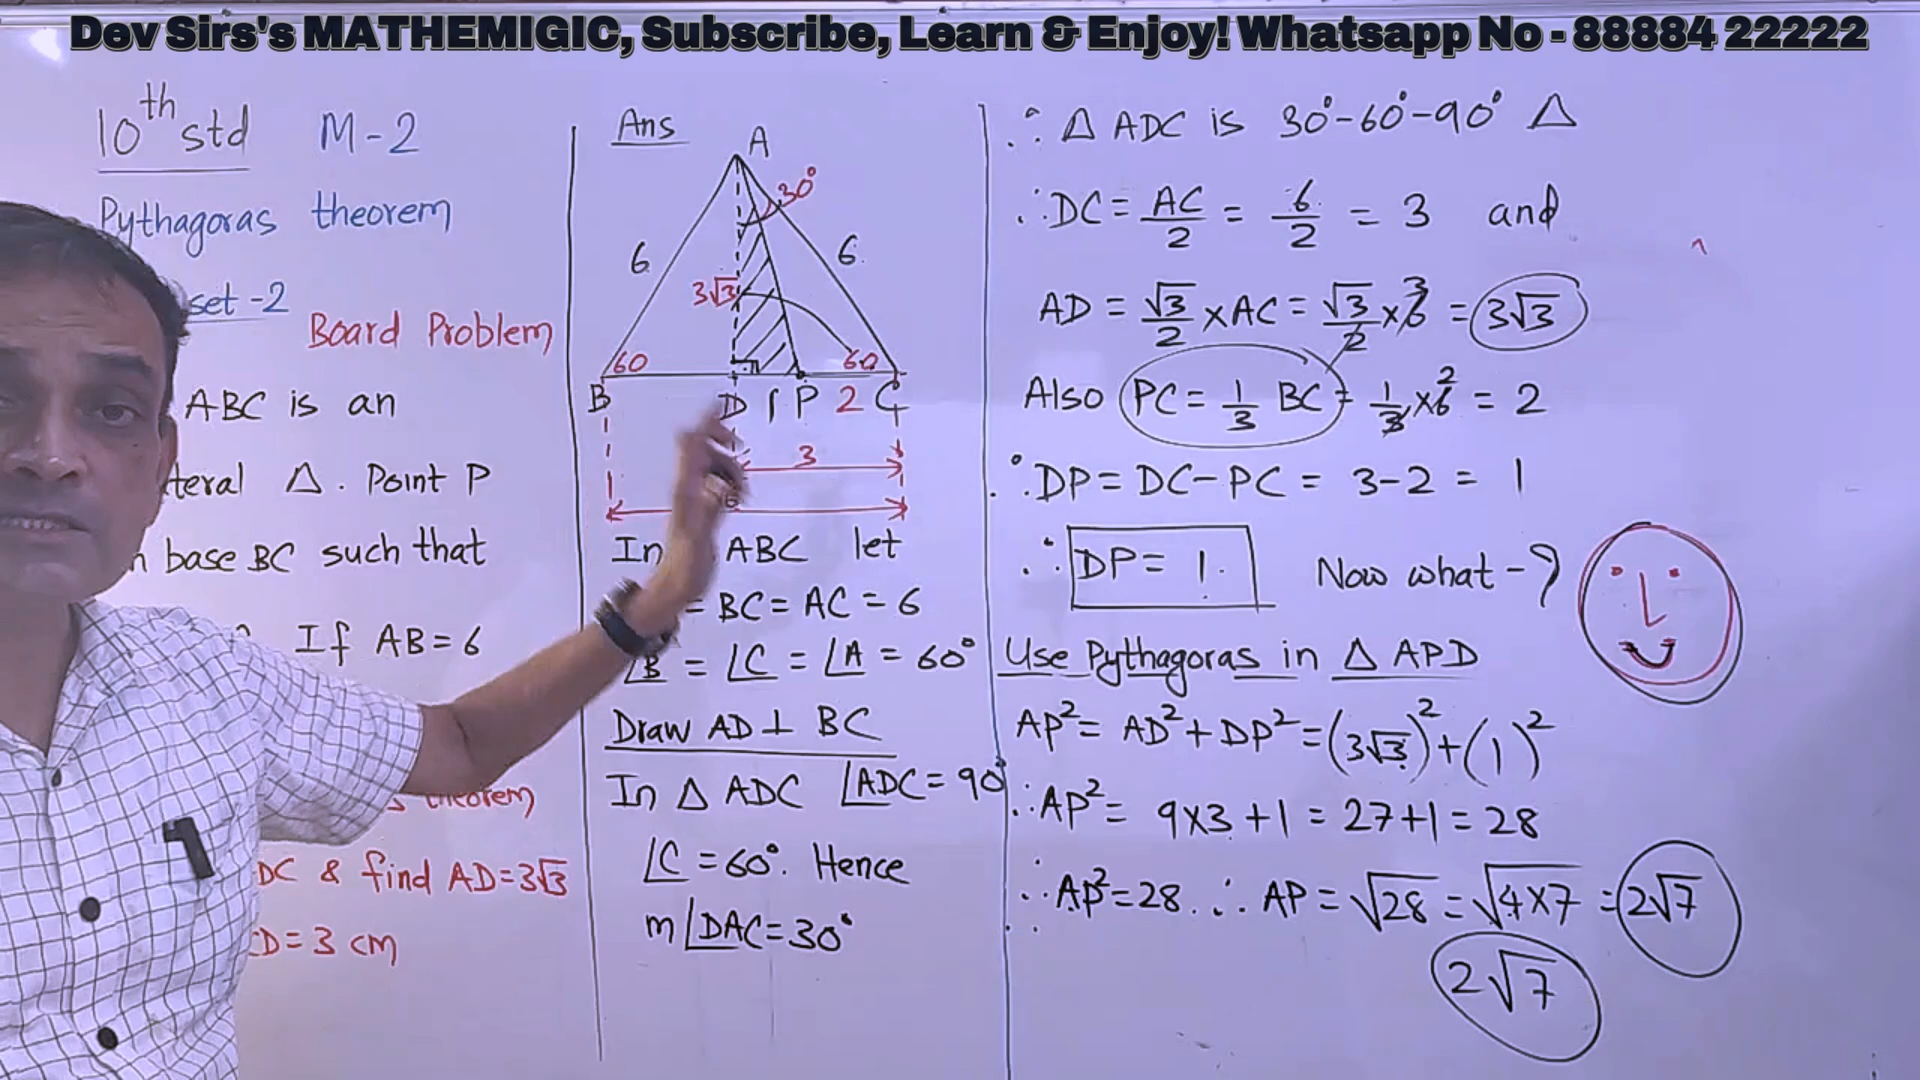 Dev Sirs's MATHEMIGIC, Subscribe, Learn & Enjoy! Whatsapp No - 88884 22222
10th std M-2
Pythagoras theorem
set -2
Board Problem
ABC is an
teral Δ. Point P
base BC such that
If AB = 6
theorem
DC & find AD=3√3
CD = 3 cm
Ans
A
30°
6
6
3√3
60
60
B D 1 P 2 C
3
6
In ABC let
= BC = AC = 6
∠B = ∠C = ∠A = 60°
Draw AD ⊥ BC
In Δ ADC ∠ADC = 90°
∠C = 60°. Hence
m∠DAC = 30°
∴ Δ ADC is 30°-60°-90° Δ
∴ DC = AC/2 = 6/2 = 3 and
AD = √3/2 × AC = √3/2 × 6 3 = 3√3
Also PC = 1/3 BC = 1/3 × 6 2 = 2
∴ DP = DC - PC = 3-2 = 1
∴ DP = 1. Now what - ?
Use Pythagoras in Δ APD
AP² = AD² + DP² = (3√3)² + (1)²
∴ AP² = 9×3 + 1 = 27+1 = 28
∴ AP² = 28. ∴ AP = √28 = √4×7 = 2√7
2√7